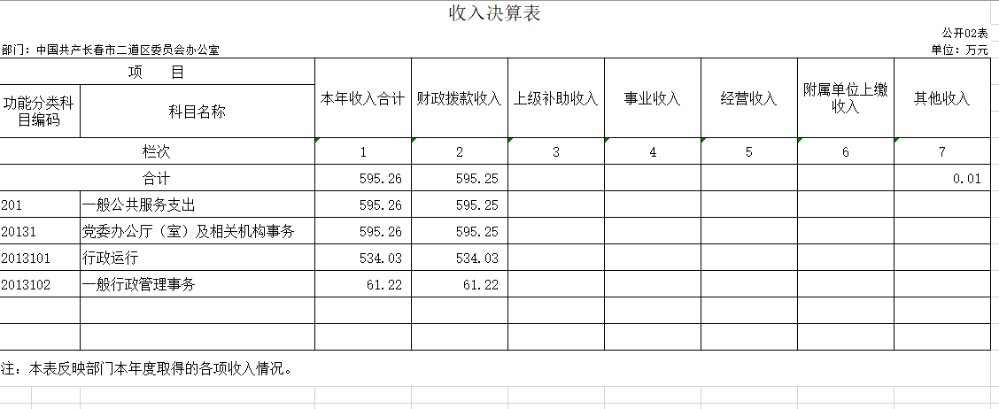 收入决算表
公开02表
部门：中国共产长春市二道区委员会办公室 单位：万元
项 目 本年收入合计 财政拨款收入 上级补助收入 事业收入 经营收入 附属单位上缴收入 其他收入
功能分类科目编码 科目名称
栏次 1 2 3 4 5 6 7
合计 595.26 595.25 0.01
201 一般公共服务支出 595.26 595.25
20131 党委办公厅（室）及相关机构事务 595.26 595.25
2013101 行政运行 534.03 534.03
2013102 一般行政管理事务 61.22 61.22
注：本表反映部门本年度取得的各项收入情况。